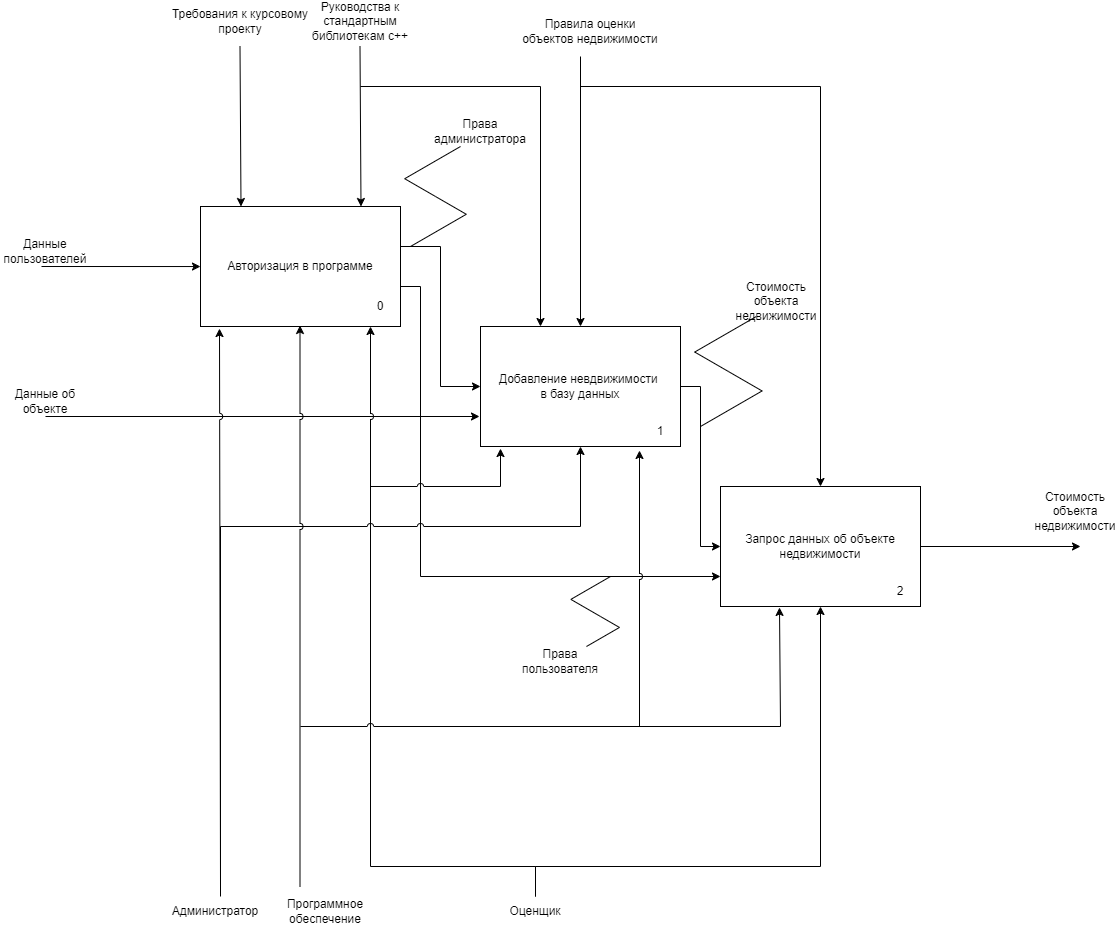 Требования к курсовому
проекту
Руководства к
стандартным
библиотекам с++
Правила оценки
объектов недвижимости
Права
администратора
Данные
пользователей
Авторизация в программе
0
Стоимость
объекта
недвижимости
Данные об
объекте
Добавление невдвижимости
в базу данных
1
Стоимость
объекта
недвижимости
Запрос данных об объекте
недвижимости
2
Права
пользователя
Администратор
Программное
обеспечение
Оценщик